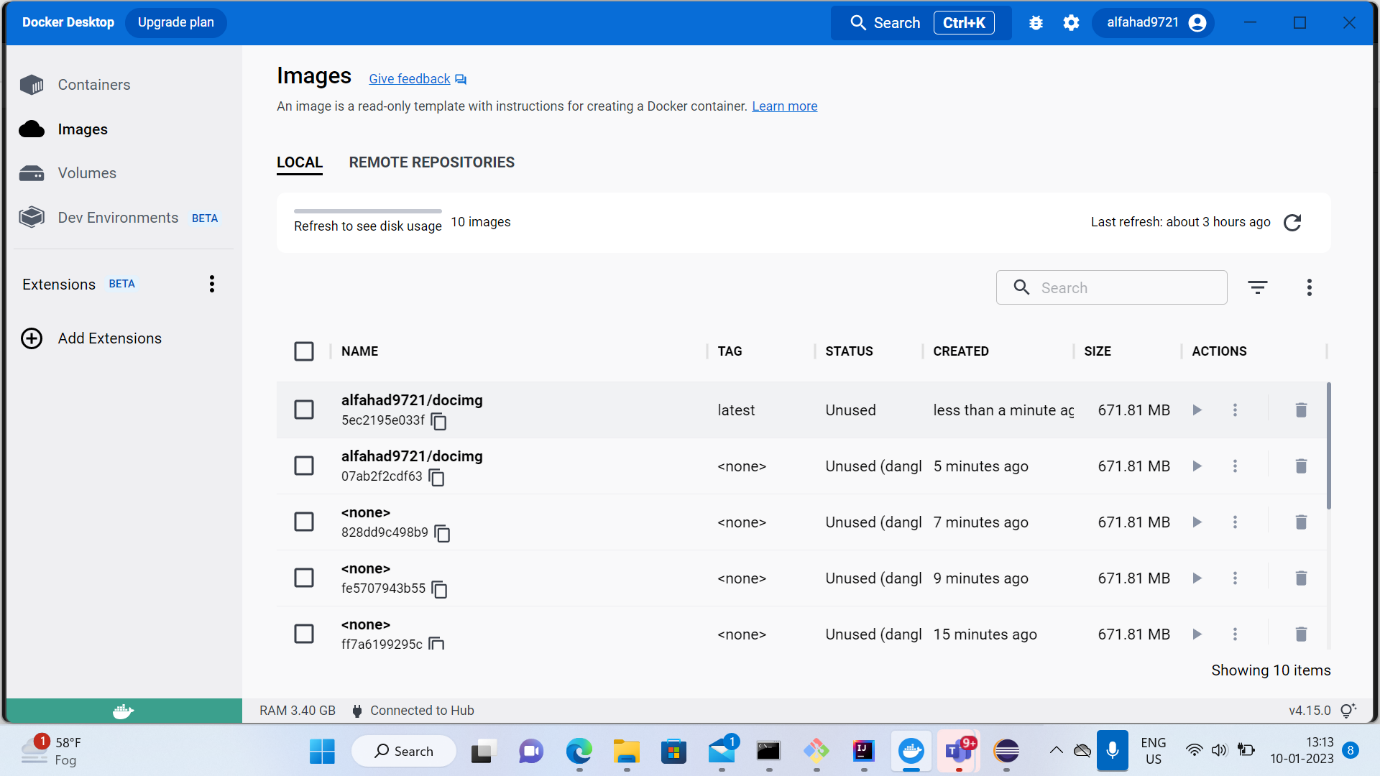 Docker Desktop Upgrade plan Search Ctrl+K alfahad9721
Containers
Images
Volumes
Dev Environments BETA
Extensions BETA
Add Extensions
Images Give feedback
An image is a read-only template with instructions for creating a Docker container. Learn more
LOCAL REMOTE REPOSITORIES
Refresh to see disk usage 10 images Last refresh: about 3 hours ago
Search
NAME TAG STATUS CREATED SIZE ACTIONS
alfahad9721/docimg
5ec2195e033f latest Unused less than a minute ag 671.81 MB
alfahad9721/docimg
07ab2f2cdf63 <none> Unused (dangl 5 minutes ago 671.81 MB
<none>
828dd9c498b9 <none> Unused (dangl 7 minutes ago 671.81 MB
<none>
fe5707943b55 <none> Unused (dangl 9 minutes ago 671.81 MB
<none>
ff7a6199295c <none> Unused (dangl 15 minutes ago 671.81 MB
Showing 10 items
RAM 3.40 GB Connected to Hub v4.15.0
1 58°F
Fog
Search
1
IJ
9+
ENG
US
13:13
10-01-2023
8